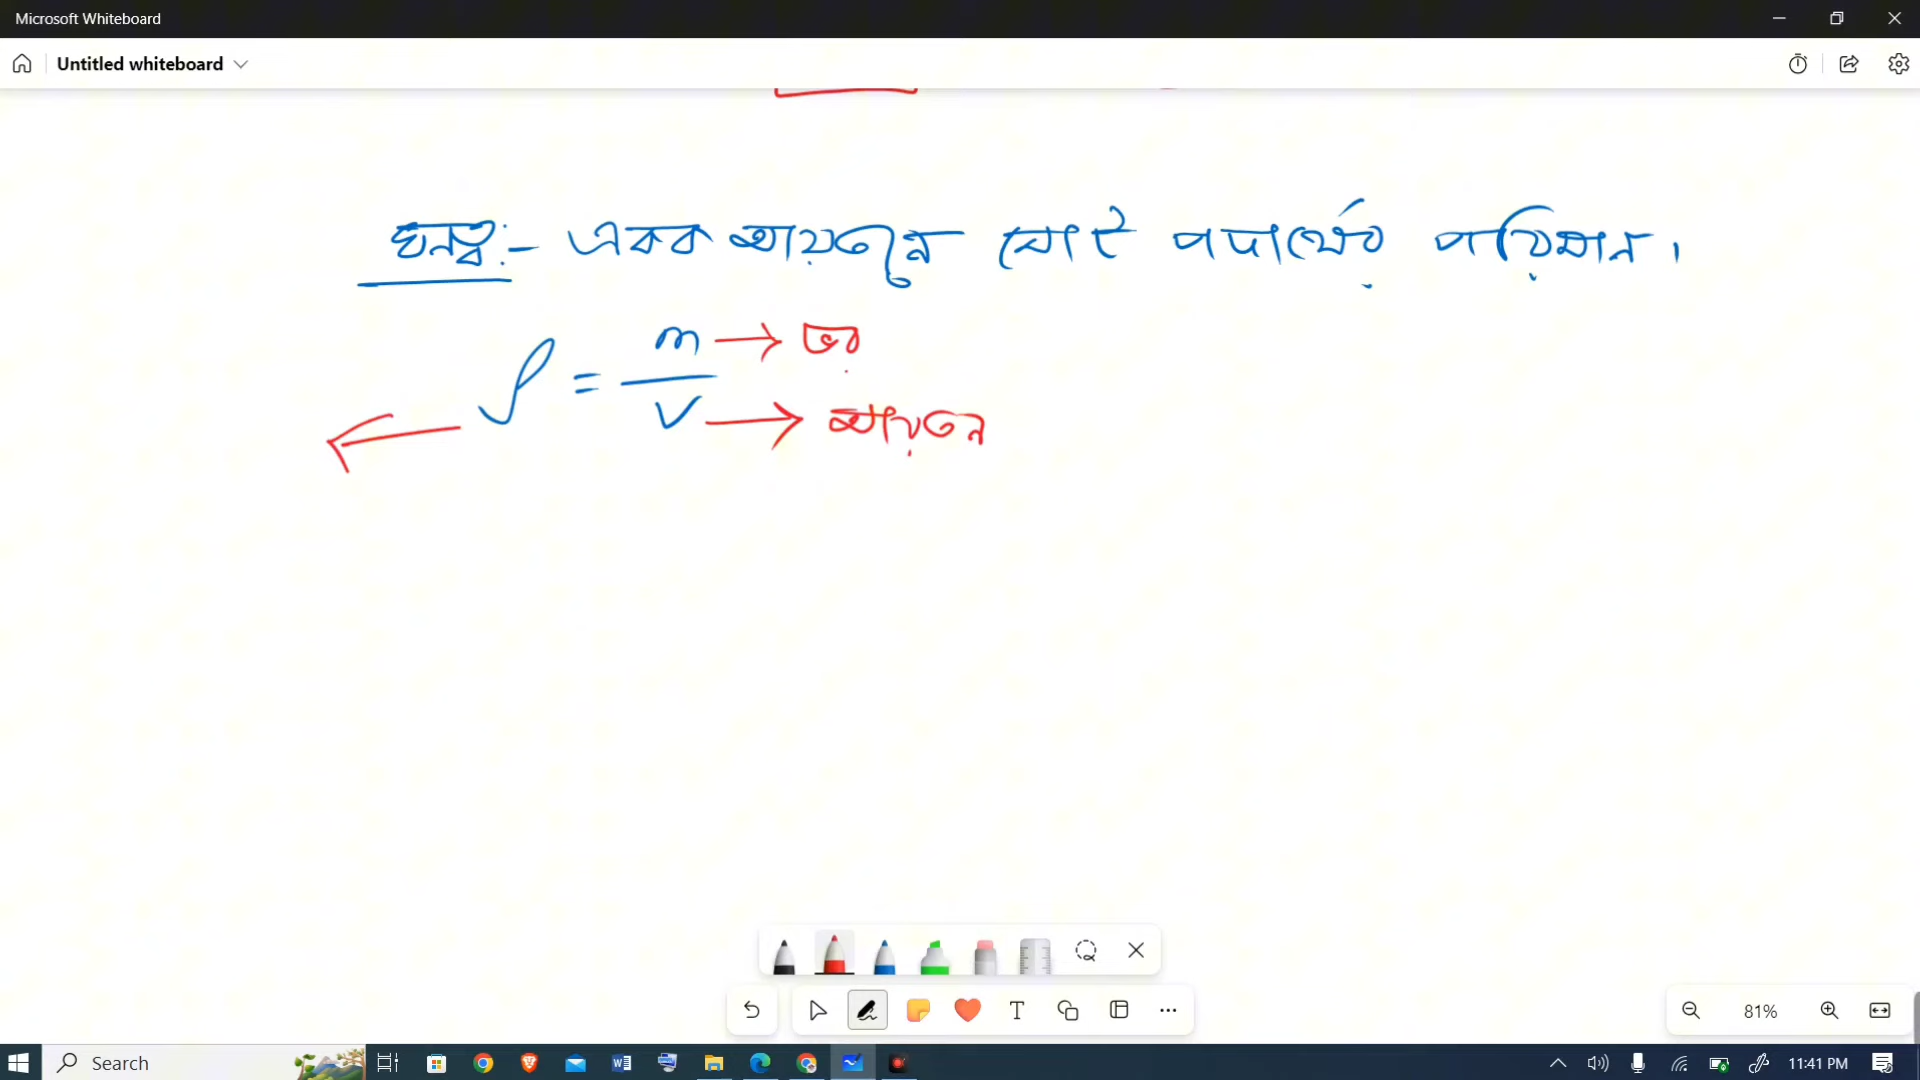 Microsoft Whiteboard
Untitled whiteboard
ঘনত্ব:- একক আয়তনে মোট পদার্থের পরিমান।
ρ = m/V
m → ভর
V → আয়তন
81%
Search
11:41 PM